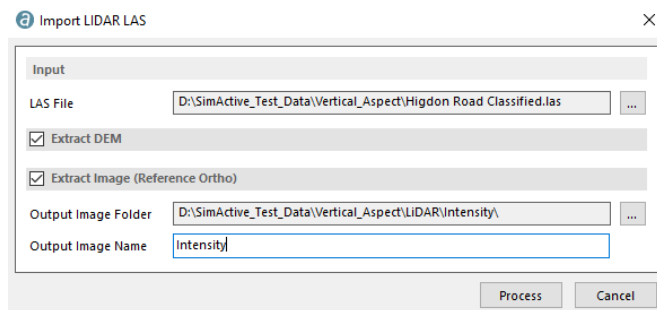 Import LIDAR LAS
Input
LAS File D:\SimActive_Test_Data\Vertical_Aspect\Higdon Road Classified.las ...
Extract DEM
Extract Image (Reference Ortho)
Output Image Folder D:\SimActive_Test_Data\Vertical_Aspect\LiDAR\Intensity\ ...
Output Image Name Intensity
Process Cancel